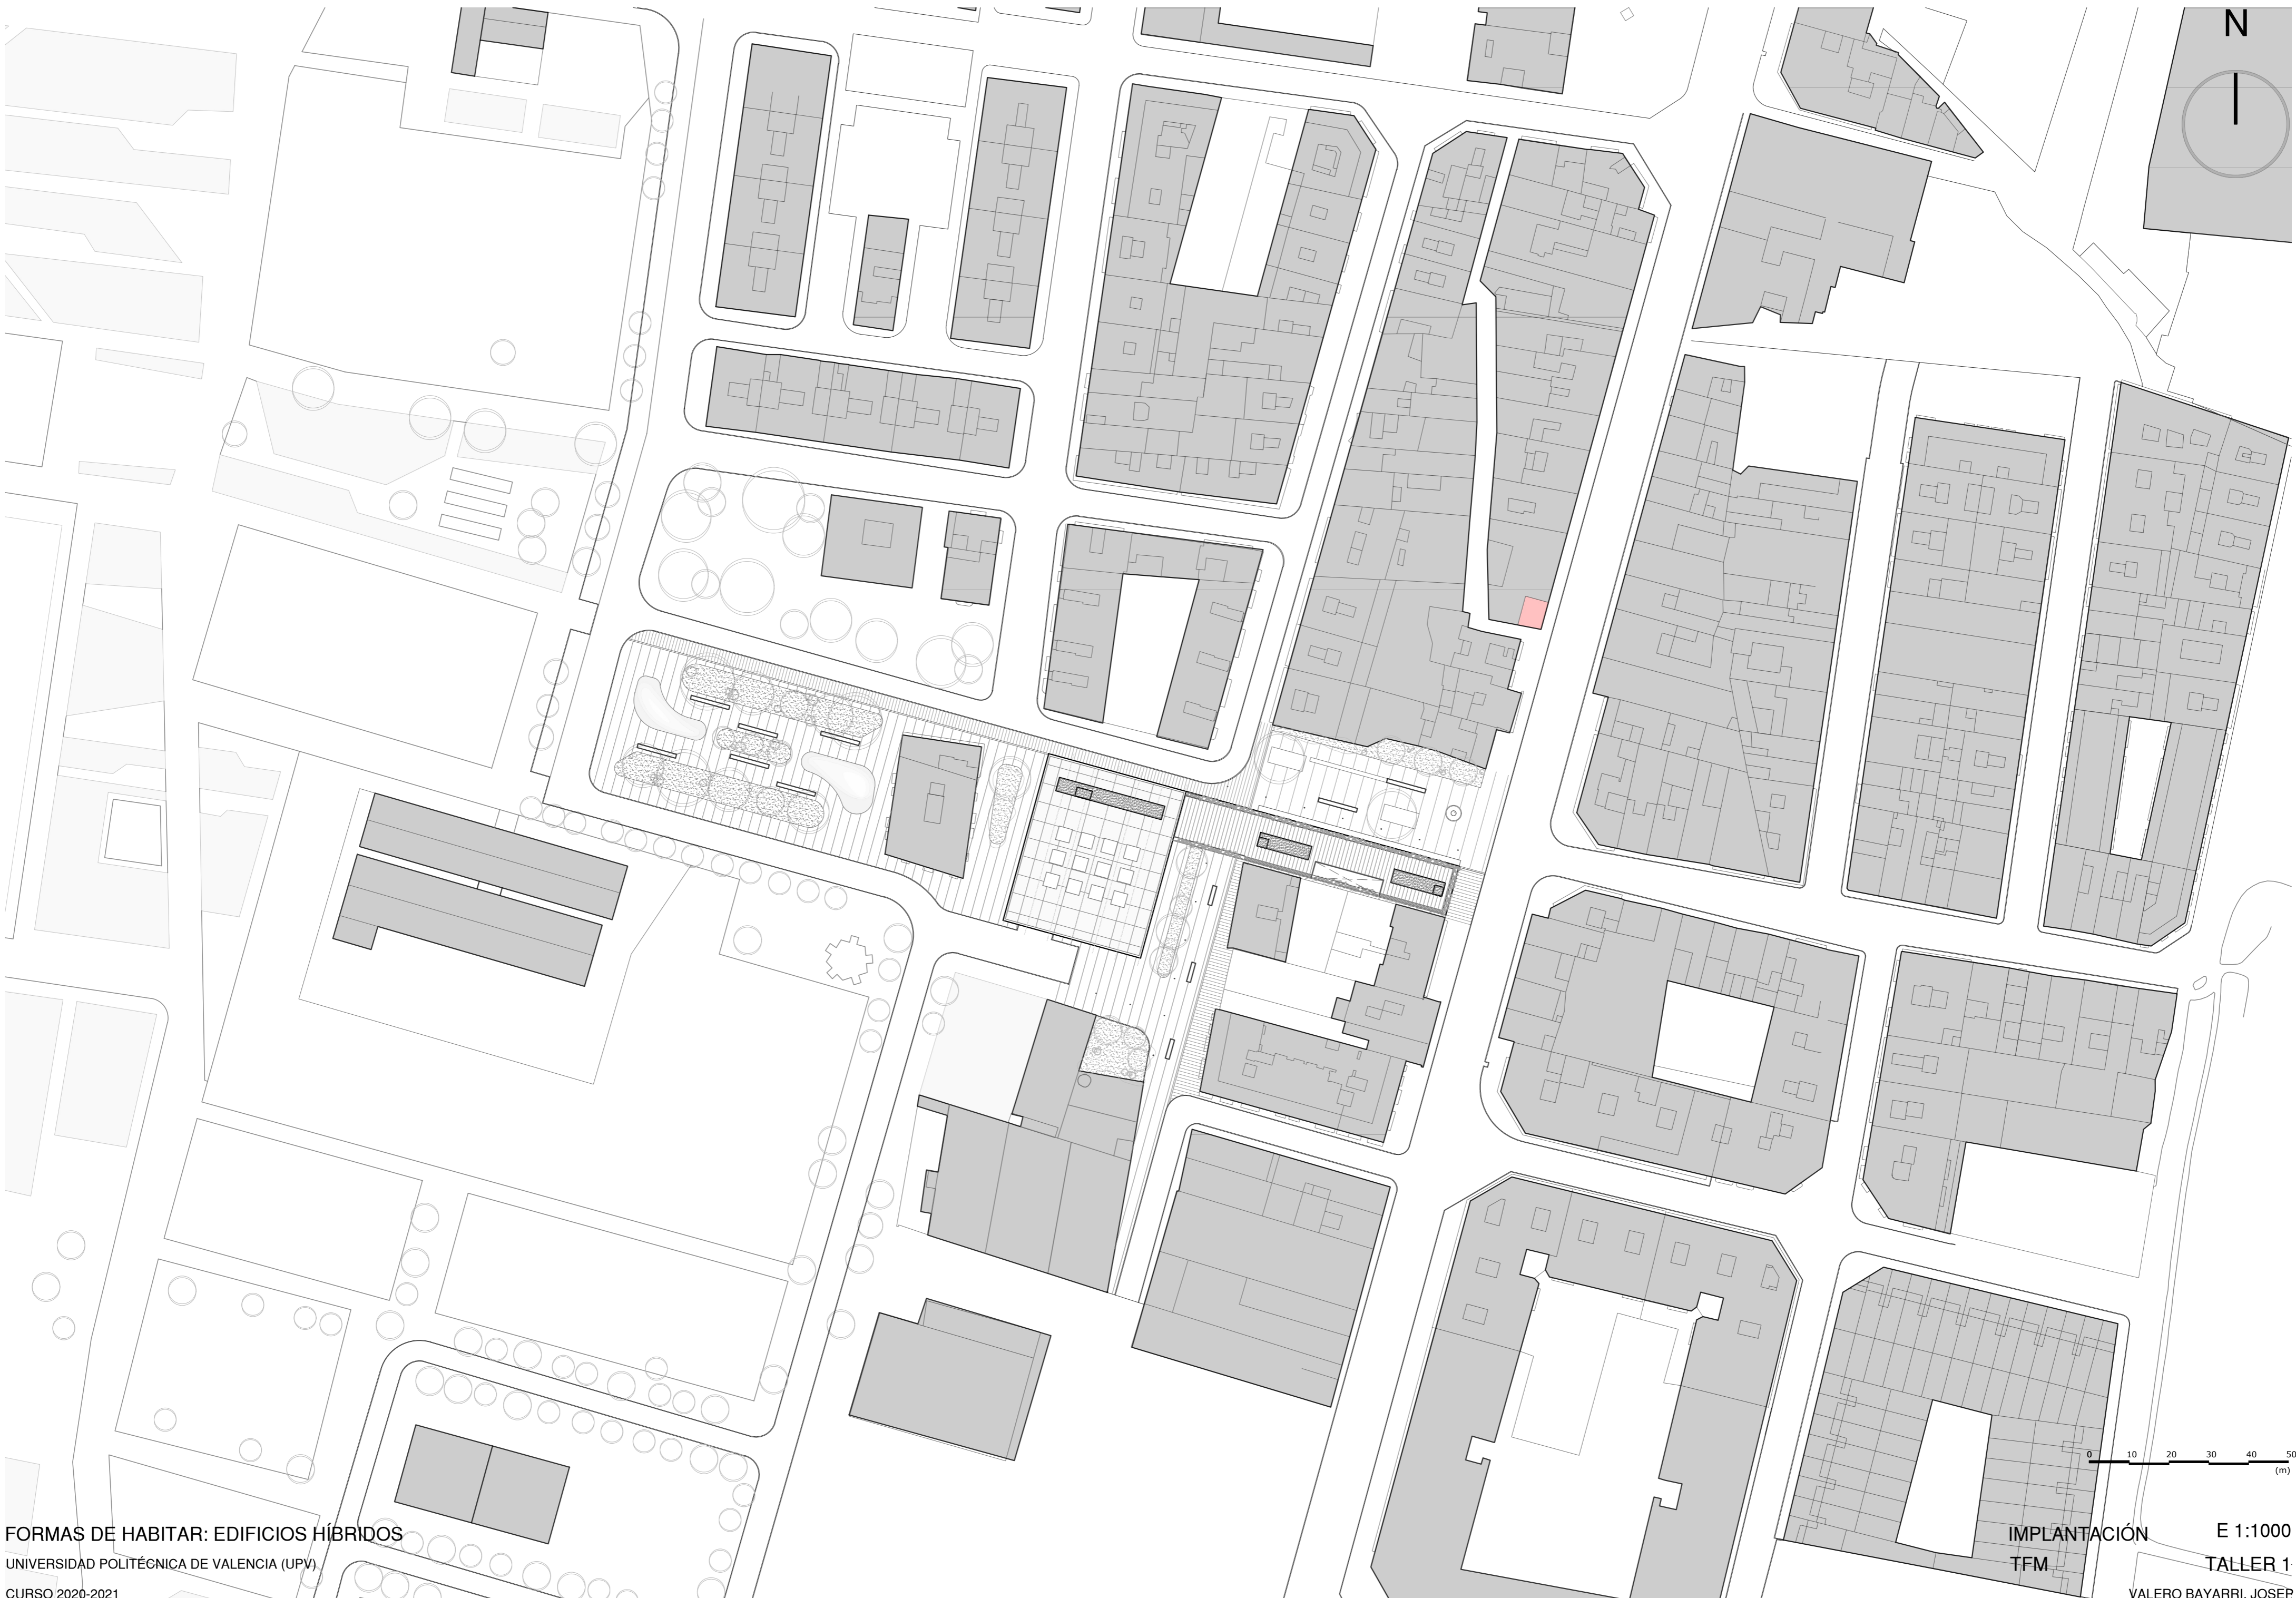 N
0 10 20 30 40 50
(m)
FORMAS DE HABITAR: EDIFICIOS HÍBRIDOS
UNIVERSIDAD POLITÉCNICA DE VALENCIA (UPV)
CURSO 2020-2021
IMPLANTACIÓN E 1:1000
TFM TALLER 1
VALERO BAYARRI, JOSEP